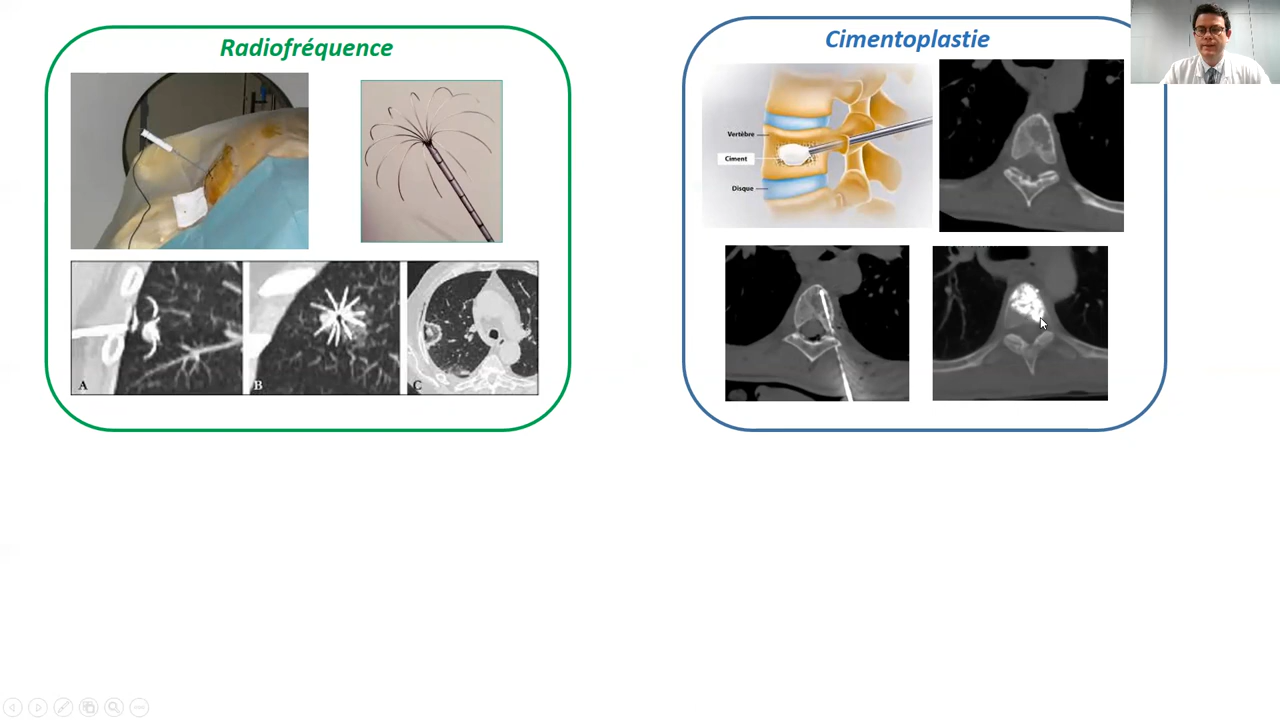 Radiofréquence
A
B
C
Cimentoplastie
Vertèbre
Ciment
Disque